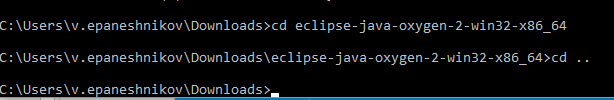 C:\Users\v.epaneshnikov\Downloads>cd eclipse-java-oxygen-2-win32-x86_64
C:\Users\v.epaneshnikov\Downloads\eclipse-java-oxygen-2-win32-x86_64>cd ..
C:\Users\v.epaneshnikov\Downloads>